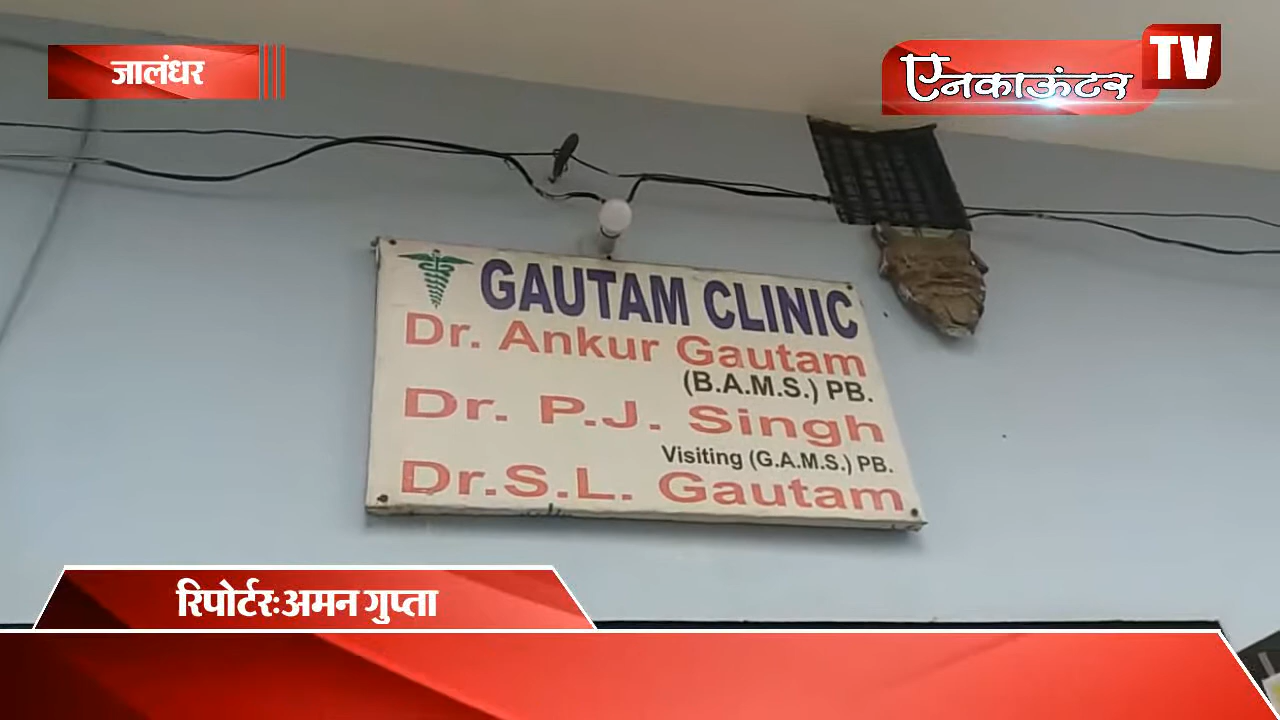 जालंधर
एनकाऊंटर TV
GAUTAM CLINIC
Dr. Ankur Gautam
(B.A.M.S.) PB.
Dr. P.J. Singh
Visiting (G.A.M.S.) PB.
Dr.S.L. Gautam
रिपोर्टर:अमन गुप्ता